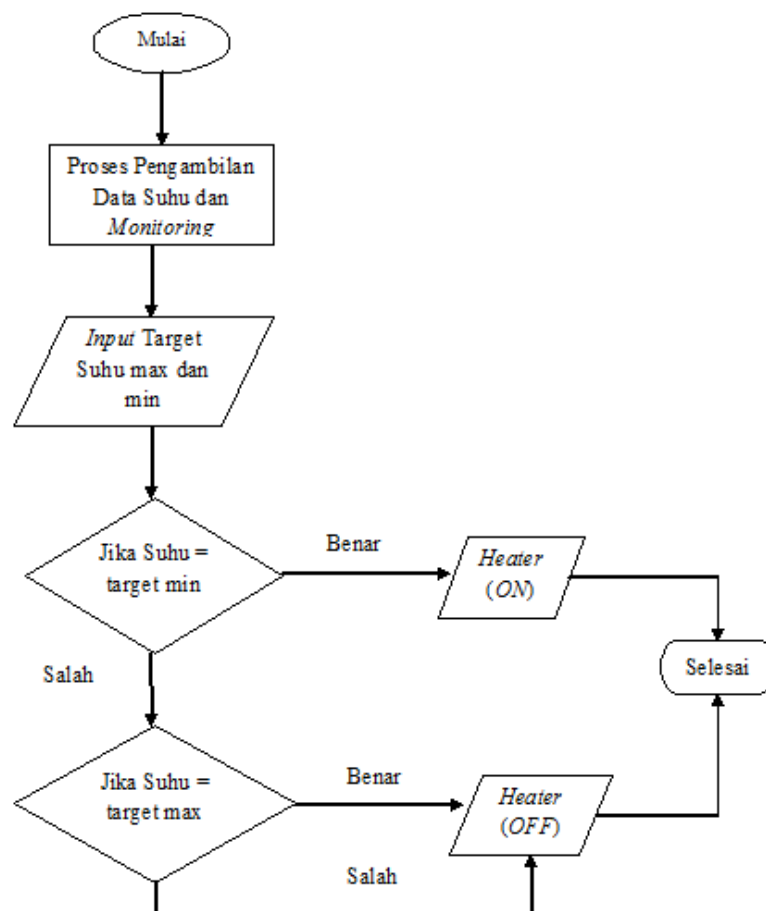 Mulai
Proses Pengambilan
Data Suhu dan
Monitoring
Input Target
Suhu max dan
min
Jika Suhu =
target min
Benar
Heater
(ON)
Selesai
Salah
Jika Suhu =
target max
Benar
Heater
(OFF)
Salah